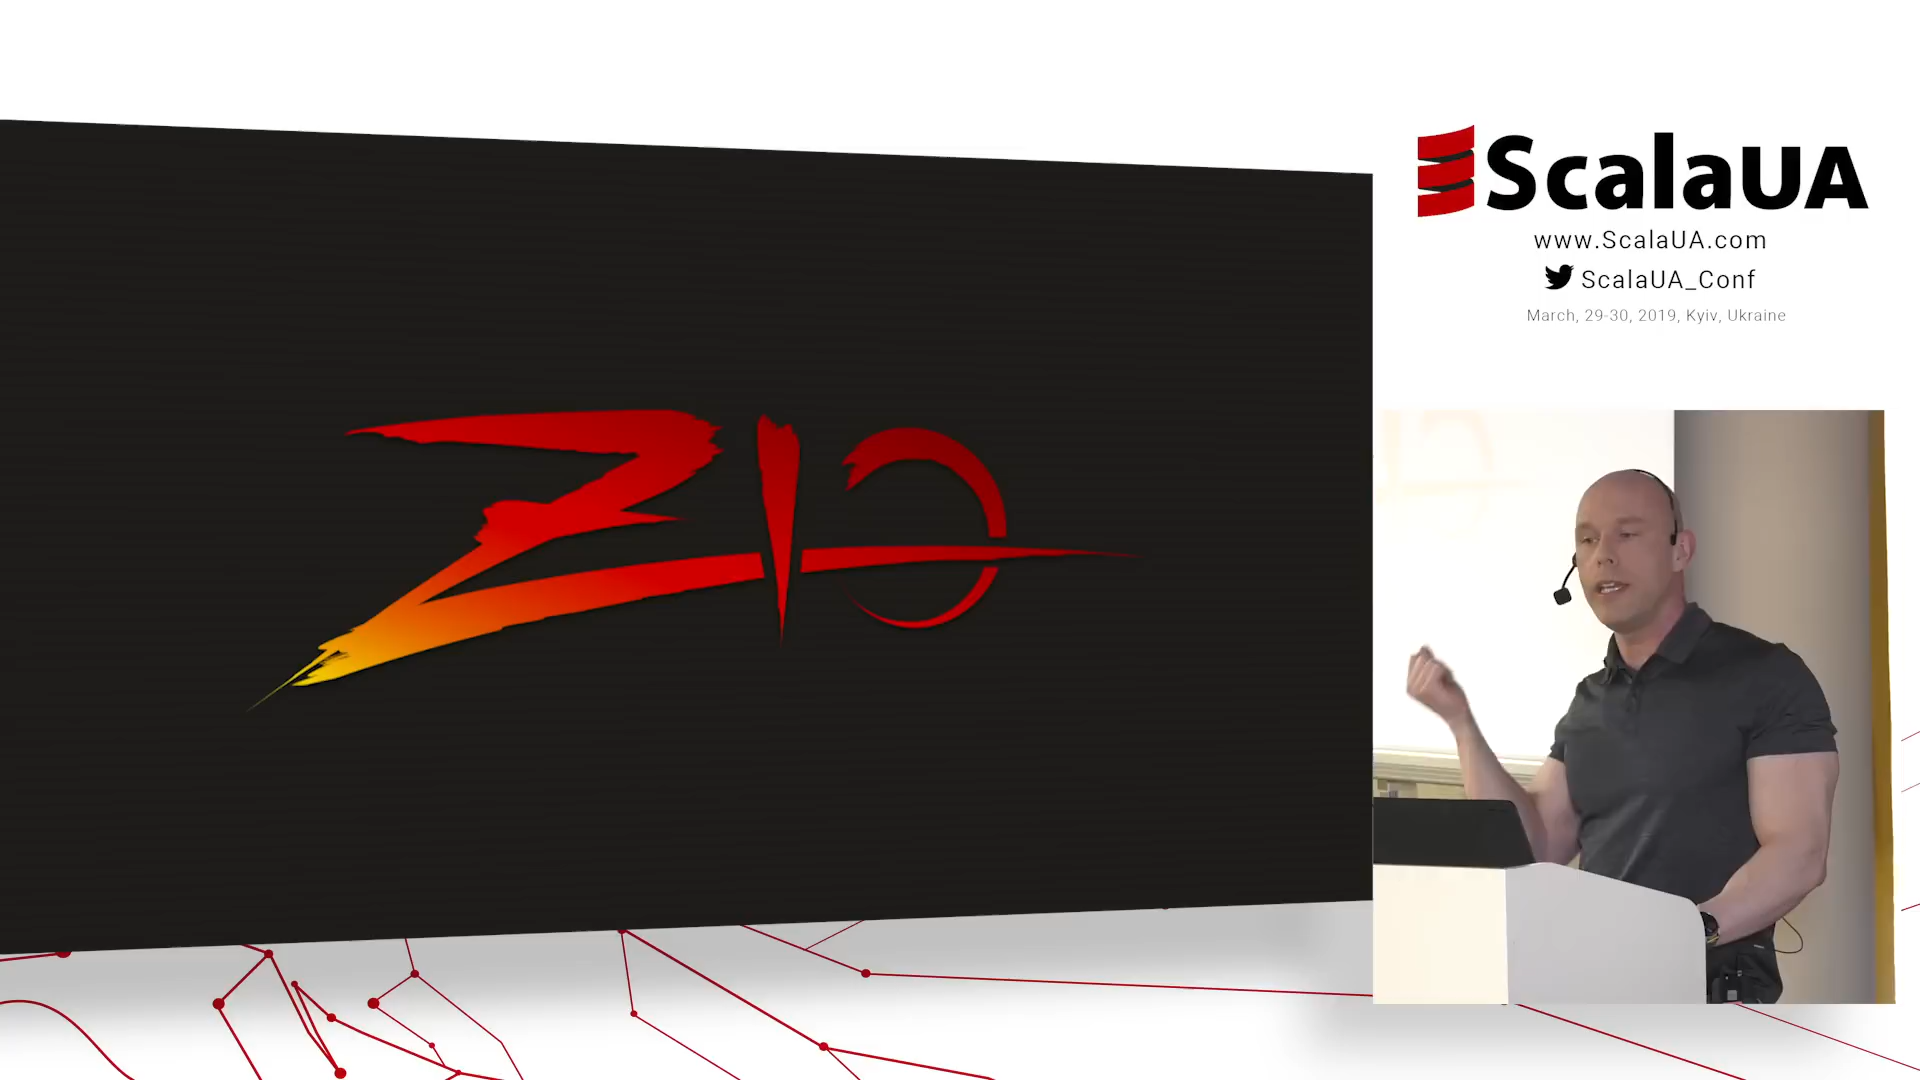 ZIO
ScalaUA
www.ScalaUA.com
ScalaUA_Conf
March, 29-30, 2019, Kyiv, Ukraine